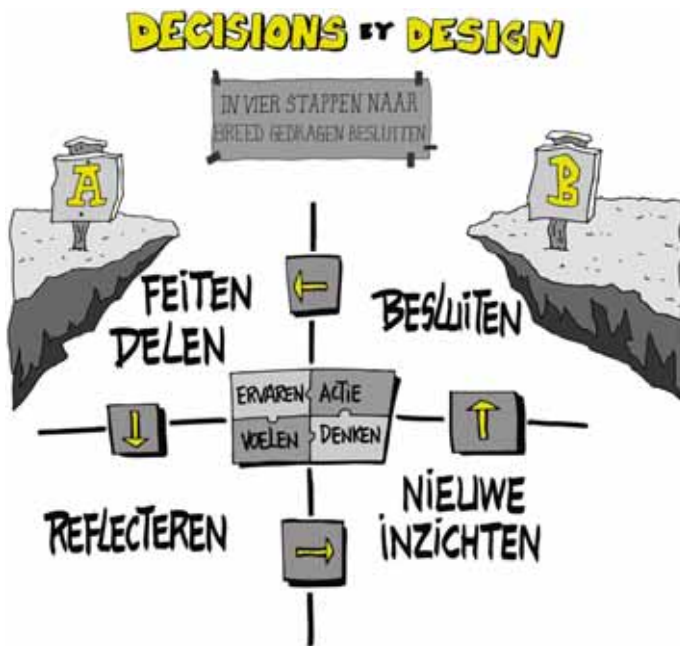 DECISIONS BY DESIGN
IN VIER STAPPEN NAAR
BREED GEDRAGEN BESLUITEN
A
B
FEITEN
DELEN
BESLUITEN
ERVAREN ACTIE
VOELEN DENKEN
REFLECTEREN
NIEUWE
INZICHTEN